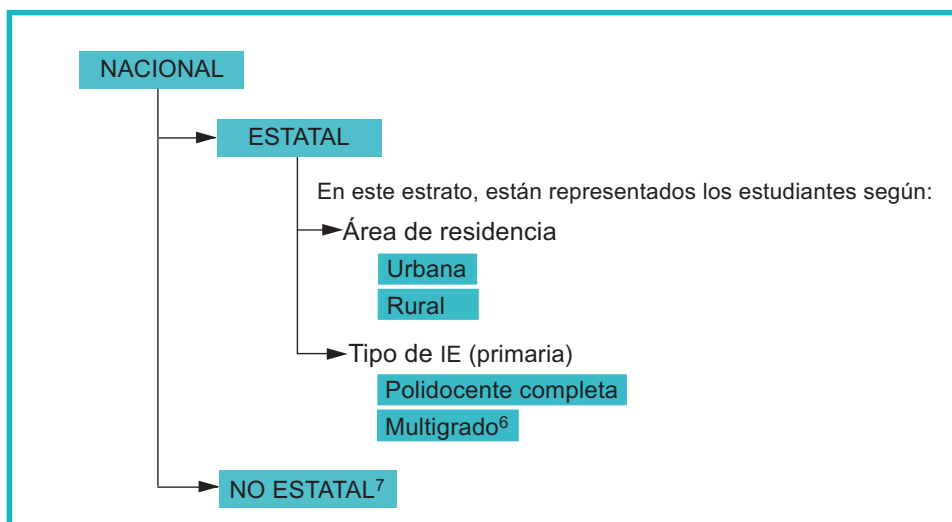 NACIONAL
ESTATAL
En este estrato, están representados los estudiantes según:
Área de residencia
Urbana
Rural
Tipo de IE (primaria)
Polidocente completa
Multigrado⁶
NO ESTATAL⁷